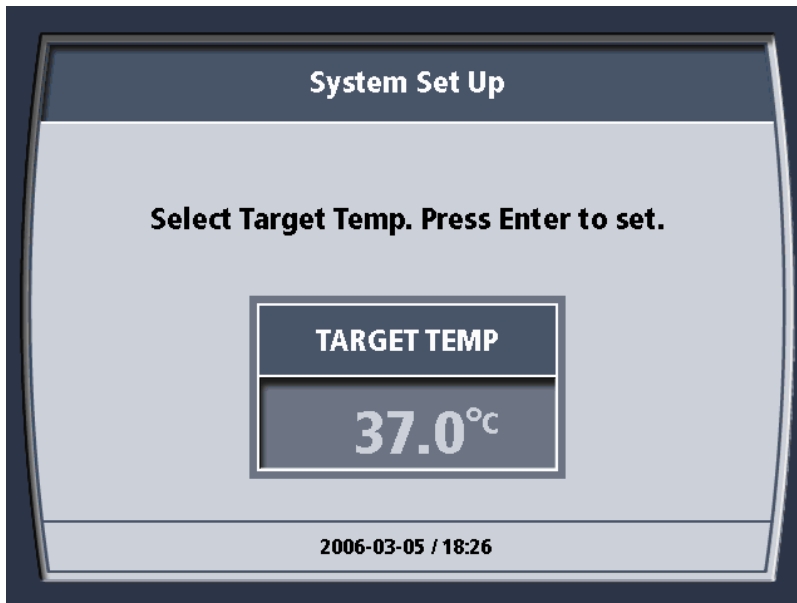 System Set Up
Select Target Temp. Press Enter to set.
TARGET TEMP
37.0°C
2006-03-05 / 18:26